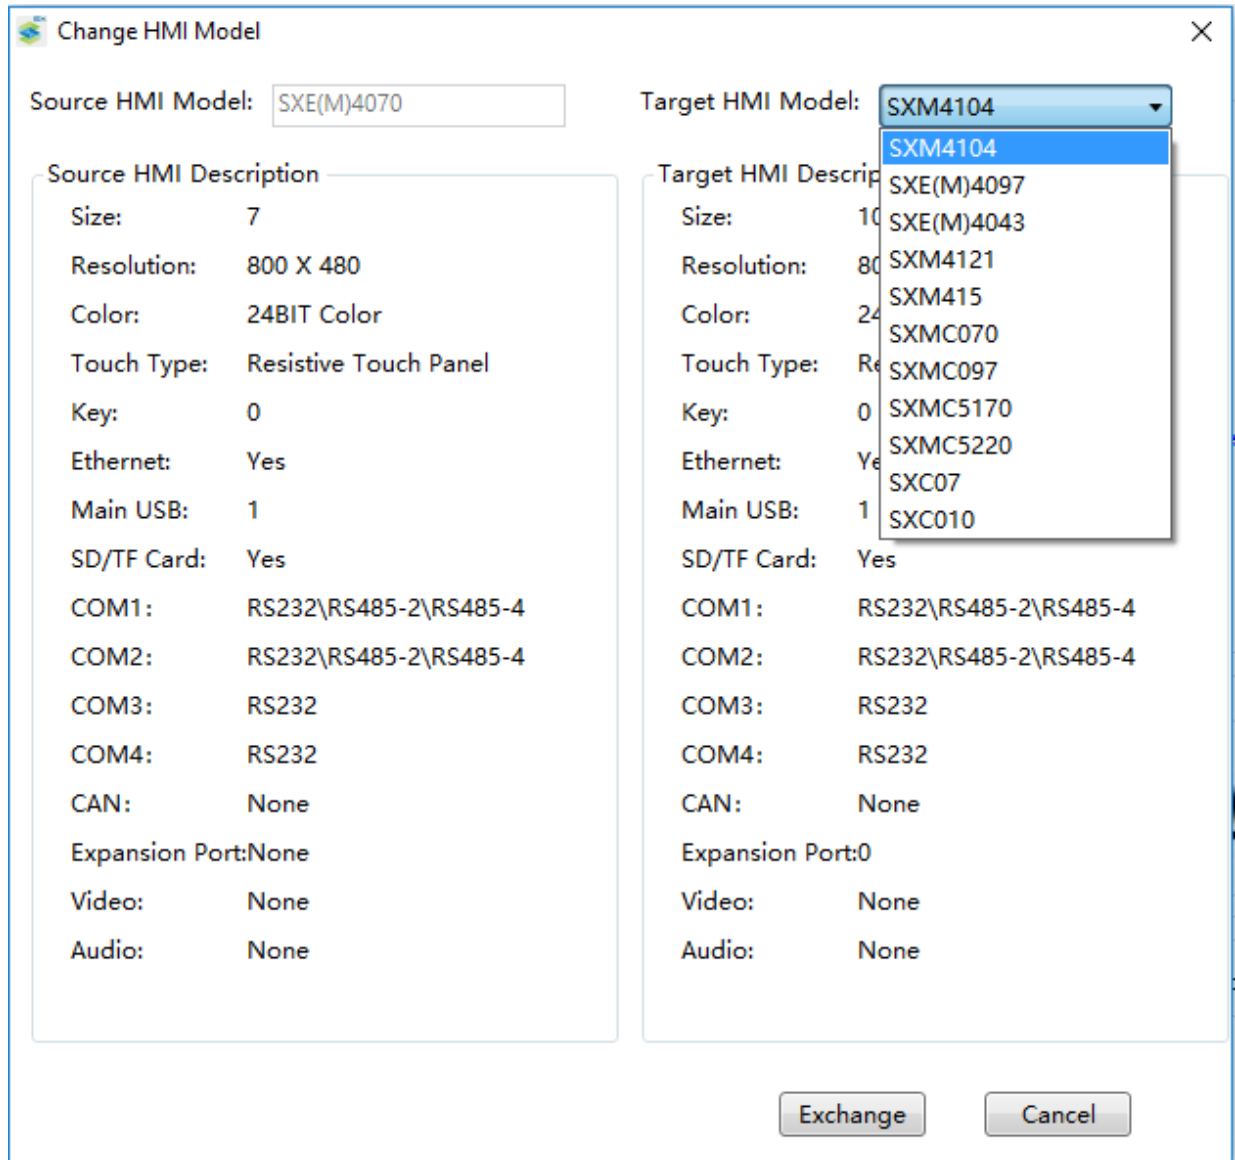 Change HMI Model
Source HMI Model: SXE(M)4070
Target HMI Model: SXM4104
SXM4104
SXE(M)4097
SXE(M)4043
SXM4121
SXM415
SXMC070
SXMC097
SXMC5170
SXMC5220
SXC07
SXC010
Source HMI Description
Size: 7
Resolution: 800 X 480
Color: 24BIT Color
Touch Type: Resistive Touch Panel
Key: 0
Ethernet: Yes
Main USB: 1
SD/TF Card: Yes
COM1: RS232\RS485-2\RS485-4
COM2: RS232\RS485-2\RS485-4
COM3: RS232
COM4: RS232
CAN: None
Expansion Port:None
Video: None
Audio: None
Target HMI
Size:
Resolution:
Color:
Touch Type:
Key: 0
Ethernet:
Main USB: 1
SD/TF Card: Yes
COM1: RS232\RS485-2\RS485-4
COM2: RS232\RS485-2\RS485-4
COM3: RS232
COM4: RS232
CAN: None
Expansion Port:0
Video: None
Audio: None
Exchange
Cancel